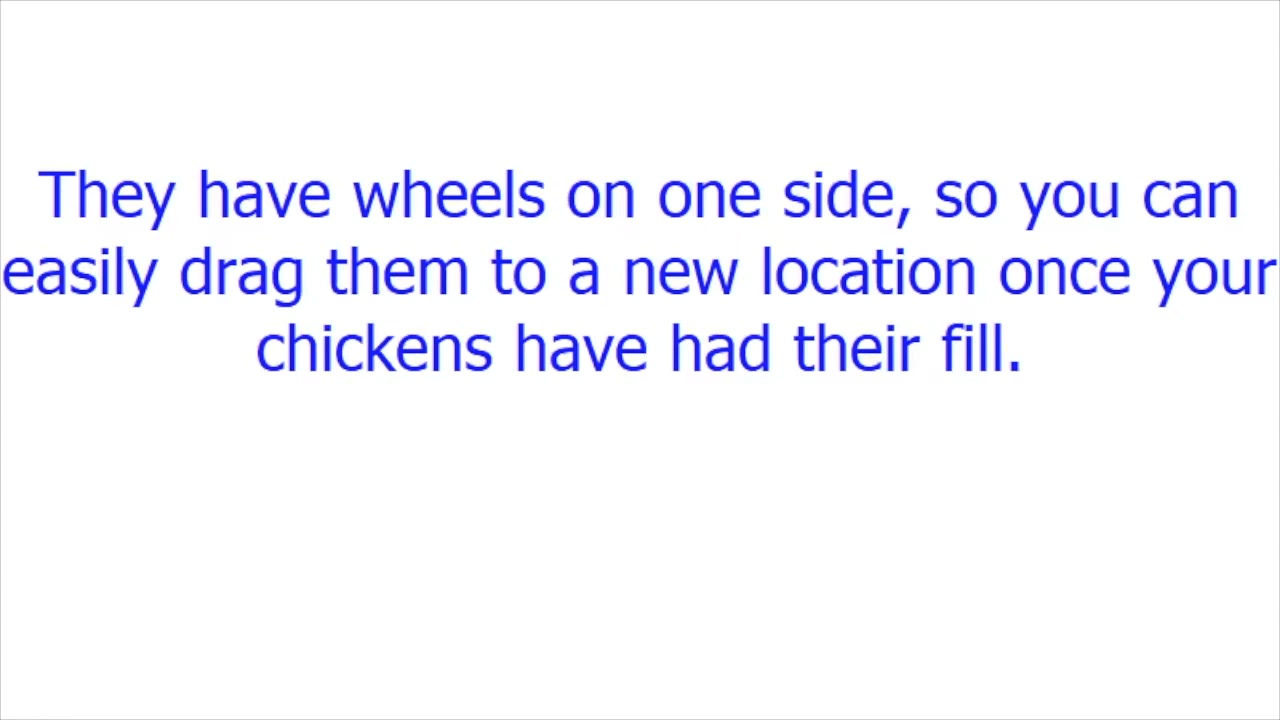 They have wheels on one side, so you can
easily drag them to a new location once your
chickens have had their fill.